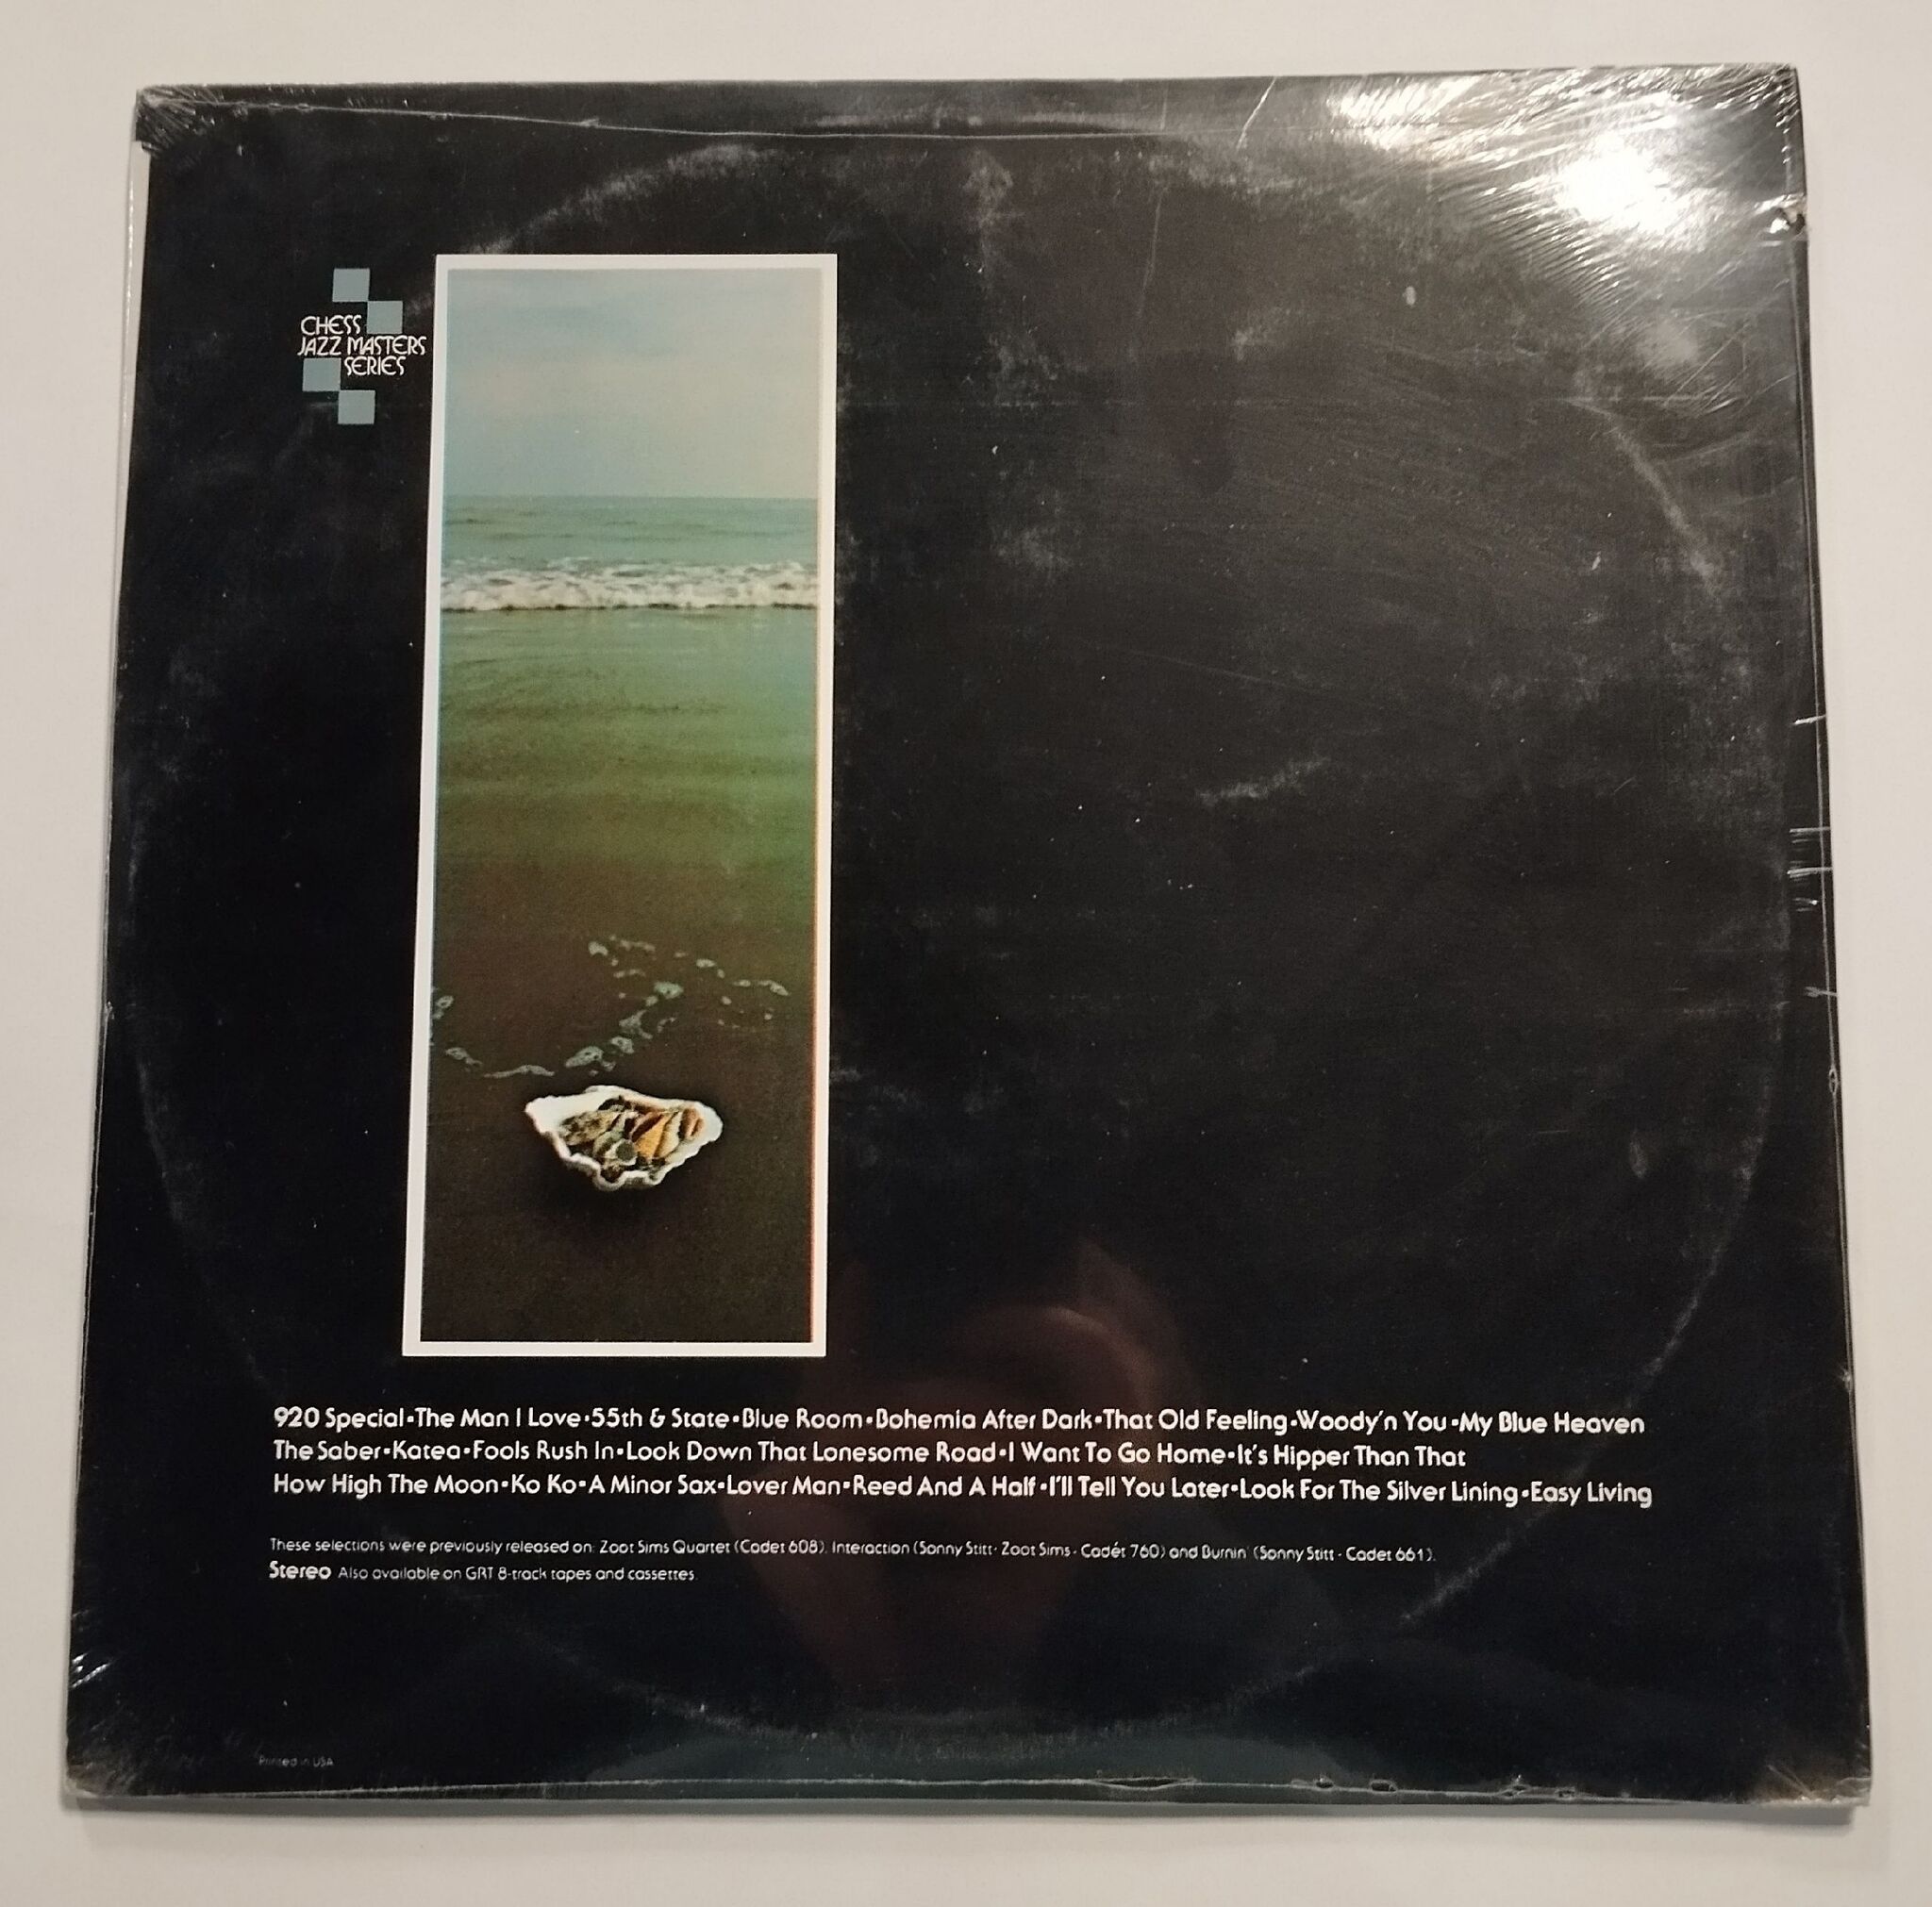 CHESS
JAZZ MASTERS
SERIES
920 Special•The Man I Love•55th & State•Blue Room•Bohemia After Dark•That Old Feeling•Woody'n You•My Blue Heaven
The Saber•Katea•Fools Rush In•Look Down That Lonesome Road•I Want To Go Home•It's Hipper Than That
How High The Moon•Ko Ko•A Minor Sax•Lover Man•Reed And A Half•I'll Tell You Later•Look For The Silver Lining•Easy Living
These selections were previously released on: Zoot Sims Quartet (Cadet 608), Interaction (Sonny Stitt - Zoot Sims - Cadet 760) and Burnin' (Sonny Stitt - Cadet 661).
Stereo Also available on GRT 8-track tapes and cassettes.
Printed in USA